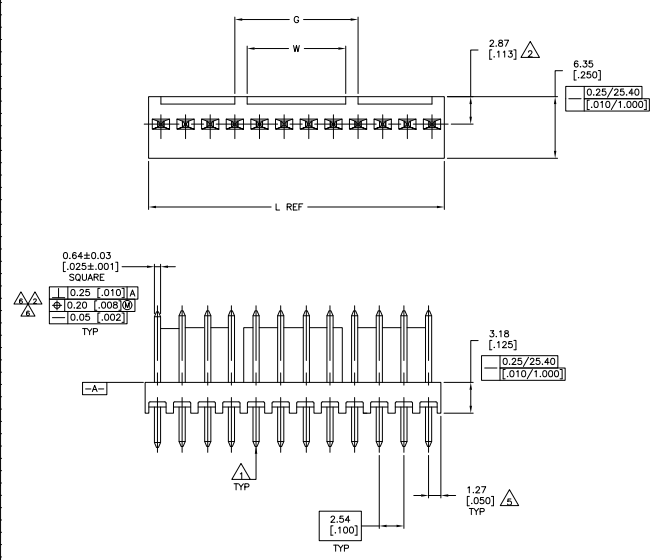 G
W
2.87
[.113] 2
6.35
[.250]
0.25/25.40
[.010/1.000]
L REF
0.64±0.03
[.025±.001]
SQUARE
6 2
6
⊥ 0.25 [.010] A
⌖ 0.20 [.008] Ⓜ
— 0.05 [.002]
TYP
3.18
[.125]
0.25/25.40
[.010/1.000]
-A-
1
TYP
1.27
[.050] 5
TYP
2.54
[.100]
TYP